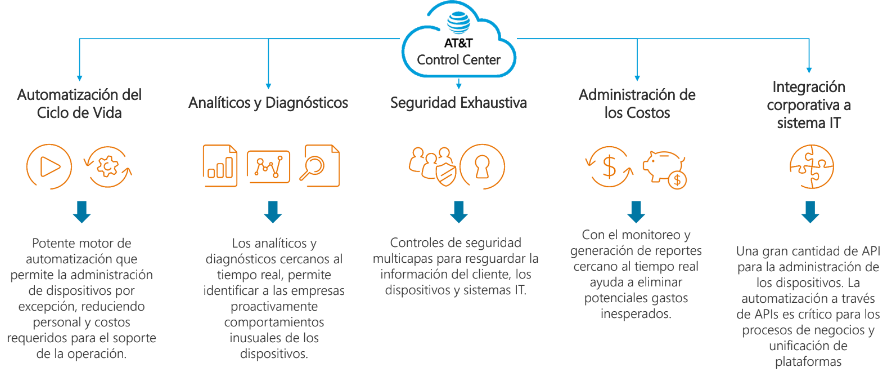 AT&T
Control Center
Automatización del
Ciclo de Vida
Analíticos y Diagnósticos
Seguridad Exhaustiva
Administración de
los Costos
Integración
corporativa a
sistema IT
Potente motor de
automatización que
permite la administración
de dispositivos por
excepción, reduciendo
personal y costos
requeridos para el soporte
de la operación.
Los analíticos y
diagnósticos cercanos al
tiempo real, permite
identificar a las empresas
proactivamente
comportamientos
inusuales de los
dispositivos.
Controles de seguridad
multicapas para resguardar la
información del cliente, los
dispositivos y sistemas IT.
Con el monitoreo y
generación de reportes
cercano al tiempo real
ayuda a eliminar
potenciales gastos
inesperados.
Una gran cantidad de API
para la administración de
los dispositivos. La
automatización a través
de APIs es crítico para los
procesos de negocios y
unificación de
plataformas